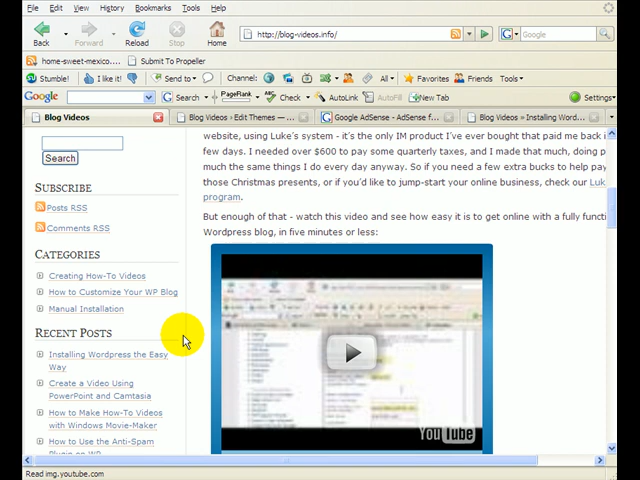 File Edit View History Bookmarks Tools Help
Back Forward Reload Stop Home http://blog-videos.info/ Google
home-sweet-mexico... Submit To Propeller
Stumble! I like it! Send to Channel: All Favorites Friends Tools
Google Search PageRank Check AutoLink AutoFill New Tab Settings
Blog Videos Blog Videos › Edit Themes — ... Google AdSense - AdSense f... Blog Videos » Installing Word...
website, using Luke's system - it's the only IM product I've ever bought that paid me back i
few days. I needed over $600 to pay some quarterly taxes, and I made that much, doing p
much the same things I do every day anyway. So if you need a few extra bucks to help pay
those Christmas presents, or if you'd like to jump-start your online business, check our Luk
program.
But enough of that - watch this video and see how easy it is to get online with a fully functi
Wordpress blog, in five minutes or less:
Search
SUBSCRIBE
Posts RSS
Comments RSS
CATEGORIES
Creating How-To Videos
How to Customize Your WP Blog
Manual Installation
RECENT POSTS
Installing Wordpress the Easy
Way
Create a Video Using
PowerPoint and Camtasia
How to Make How-To Videos
with Windows Movie-Maker
How to Use the Anti-Spam
Plugin on WP
YouTube
Read img.youtube.com